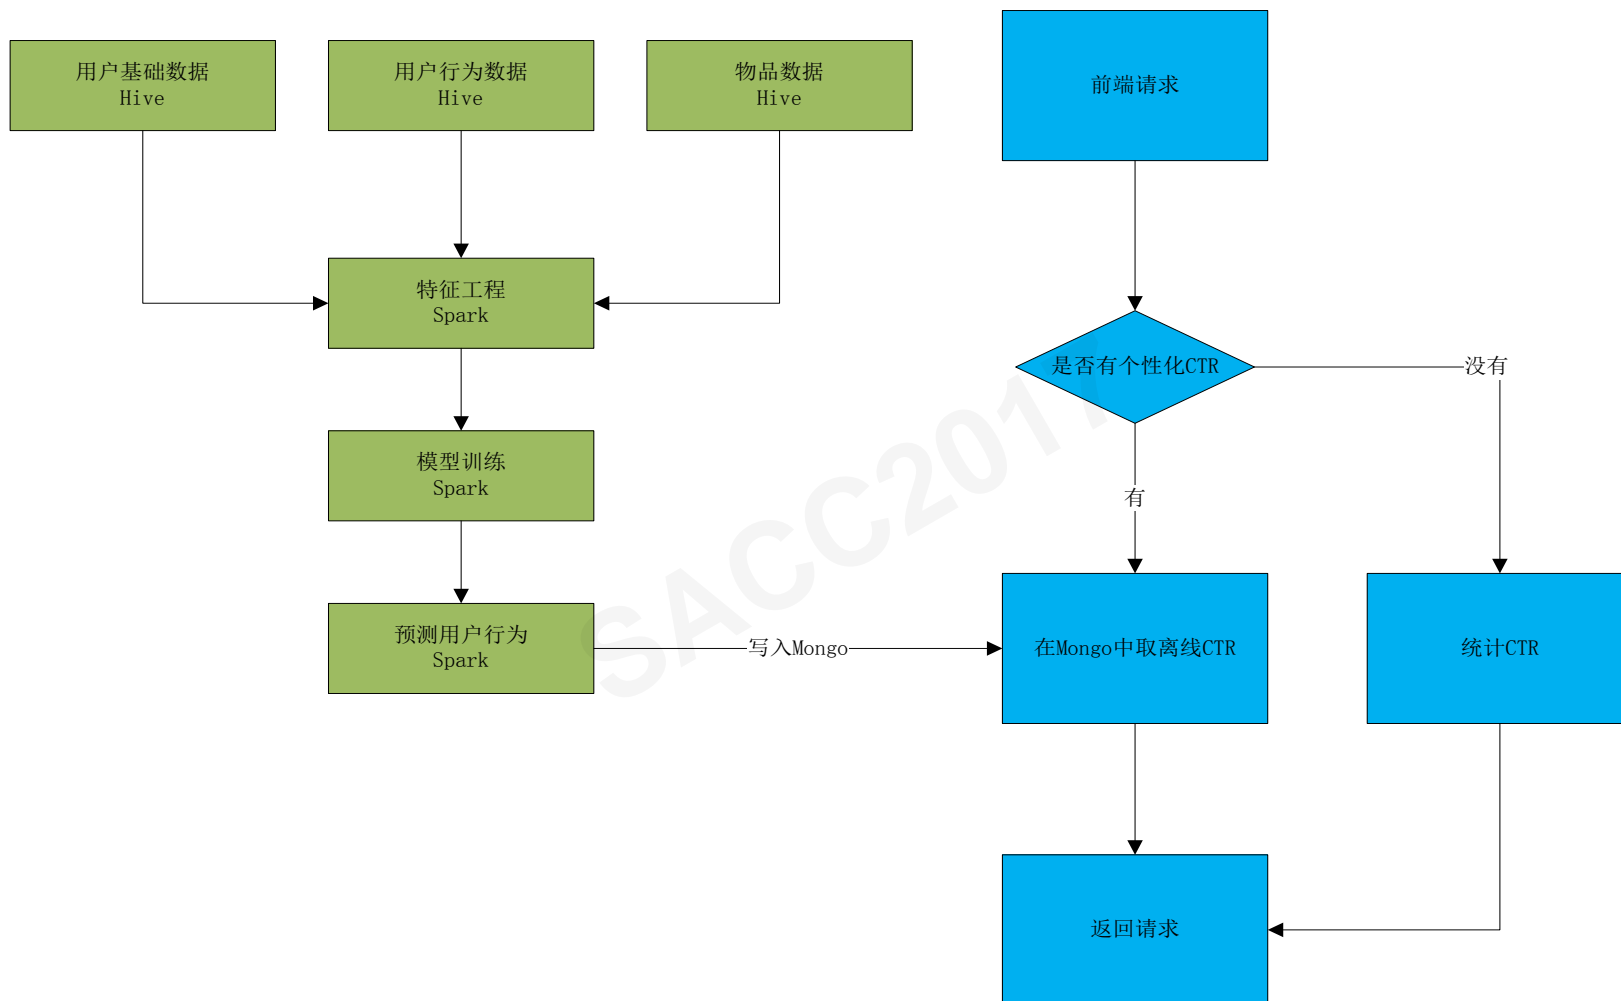 用户基础数据
Hive
用户行为数据
Hive
物品数据
Hive
前端请求
特征工程
Spark
是否有个性化CTR
没有
模型训练
Spark
有
预测用户行为
Spark
写入Mongo
在Mongo中取离线CTR
统计CTR
返回请求
SACC2017